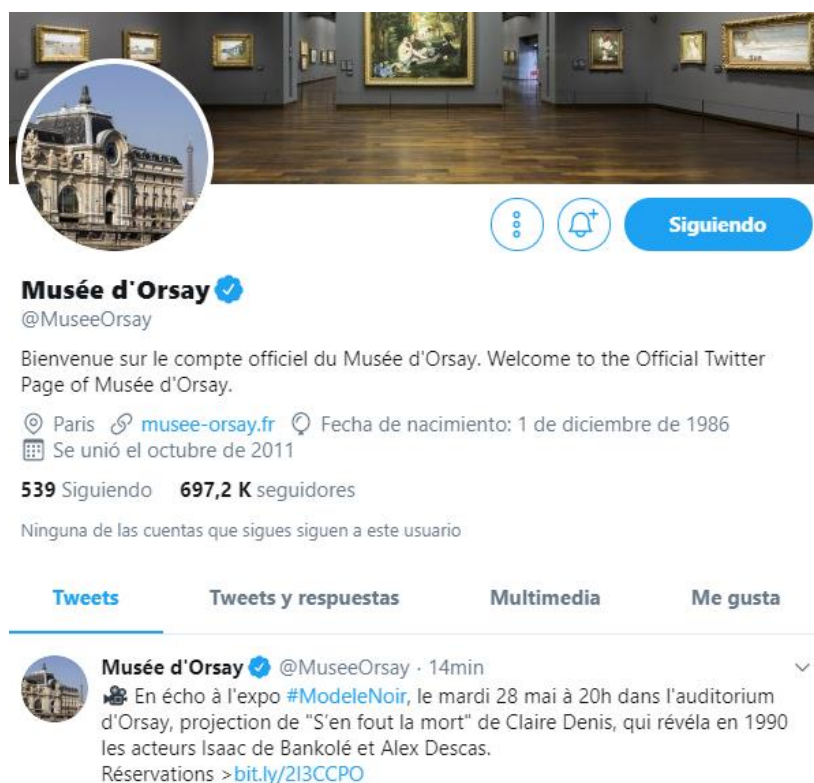 Siguiendo
Musée d'Orsay
@MuseeOrsay
Bienvenue sur le compte officiel du Musée d'Orsay. Welcome to the Official Twitter
Page of Musée d'Orsay.
Paris musee-orsay.fr Fecha de nacimiento: 1 de diciembre de 1986
Se unió el octubre de 2011
539 Siguiendo 697,2 K seguidores
Ninguna de las cuentas que sigues siguen a este usuario
Tweets Tweets y respuestas Multimedia Me gusta
Musée d'Orsay @MuseeOrsay · 14min
En écho à l'expo #ModeleNoir, le mardi 28 mai à 20h dans l'auditorium
d'Orsay, projection de "S'en fout la mort" de Claire Denis, qui révéla en 1990
les acteurs Isaac de Bankolé et Alex Descas.
Réservations >bit.ly/2I3CCPO